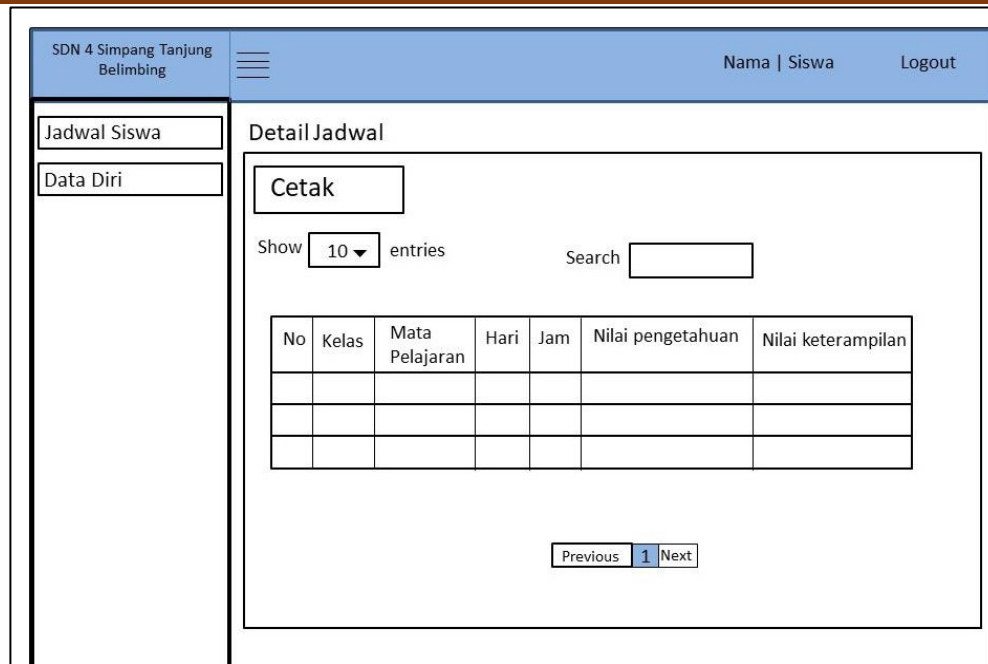 SDN 4 Simpang Tanjung
Belimbing
Nama | Siswa
Logout
Jadwal Siswa
Data Diri
Detail Jadwal
Cetak
Show 10 entries
Search
No
Kelas
Mata
Pelajaran
Hari
Jam
Nilai pengetahuan
Nilai keterampilan
Previous 1 Next